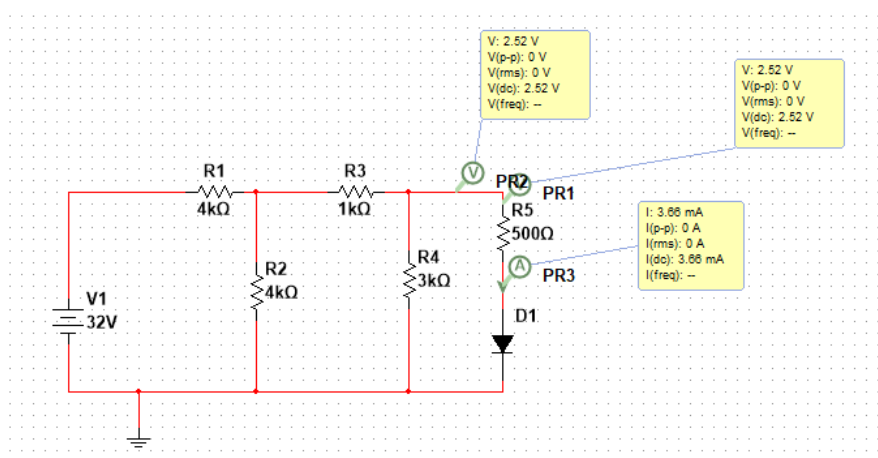 V: 2.52 V
V(p-p): 0 V
V(rms): 0 V
V(dc): 2.52 V
V(freq): --
V: 2.52 V
V(p-p): 0 V
V(rms): 0 V
V(dc): 2.52 V
V(freq): --
R1
4kΩ
R3
1kΩ
V
PR2
PR1
R5
500Ω
I: 3.66 mA
I(p-p): 0 A
I(rms): 0 A
I(dc): 3.66 mA
I(freq): --
R2
4kΩ
R4
3kΩ
A
PR3
V1
32V
D1